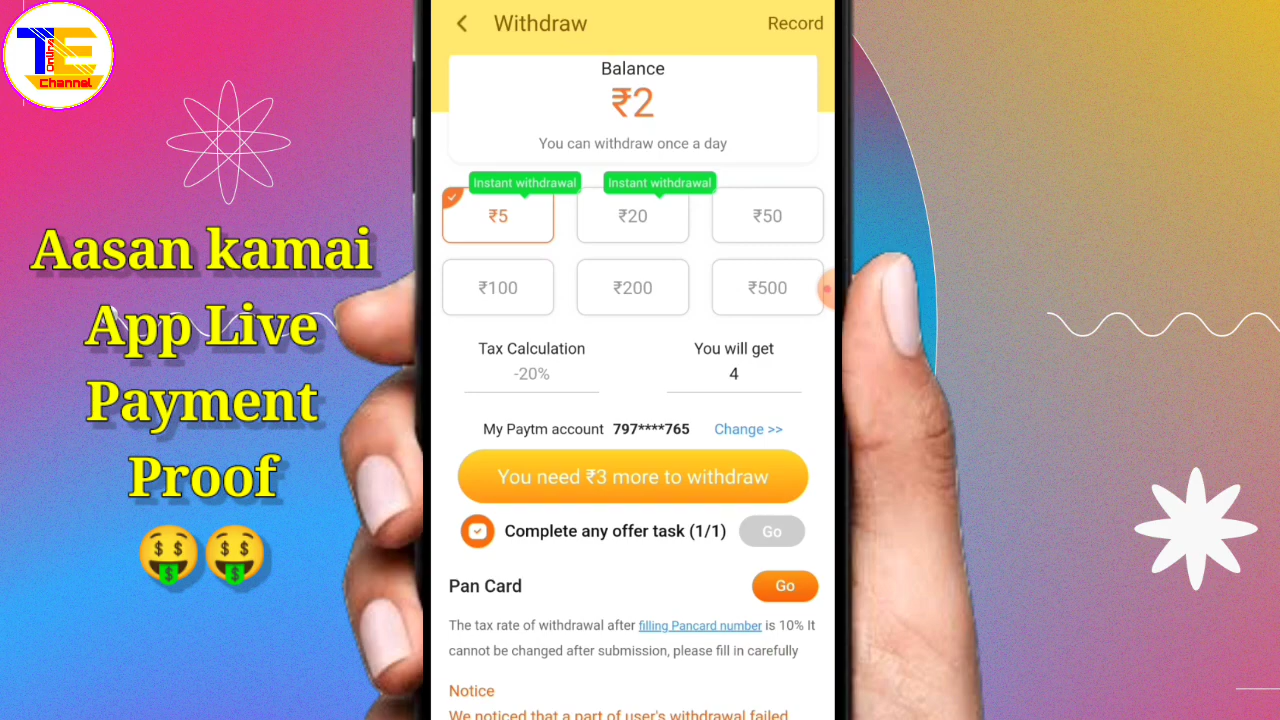 TE
Online
Channel
Aasan kamai
App Live
Payment
Proof
Withdraw
Record
Balance
₹2
You can withdraw once a day
Instant withdrawal
Instant withdrawal
₹5
₹20
₹50
₹100
₹200
₹500
Tax Calculation
You will get
-20%
4
My Paytm account 797****765 Change >>
You need ₹3 more to withdraw
Complete any offer task (1/1)
Go
Pan Card
Go
The tax rate of withdrawal after filling Pancard number is 10% It
cannot be changed after submission, please fill in carefully
Notice
We noticed that a part of user's withdrawal failed